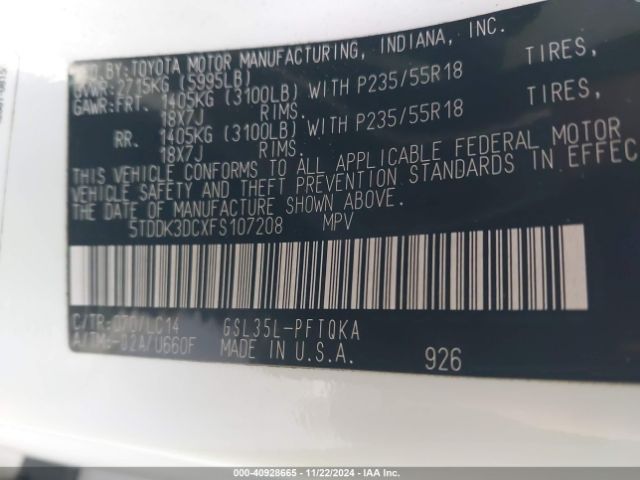 MFD.BY:TOYOTA MOTOR MANUFACTURING, INDIANA, INC.
GVWR:2715KG (5995LB)
GAWR:FRT. 1405KG (3100LB) WITH P235/55R18 TIRES,
18X7J RIMS.
RR. 1405KG (3100LB) WITH P235/55R18 TIRES,
18X7J RIMS.
THIS VEHICLE CONFORMS TO ALL APPLICABLE FEDERAL MOTOR
VEHICLE SAFETY AND THEFT PREVENTION STANDARDS IN EFFEC
THE DATE OF MANUFACTURE SHOWN ABOVE.
5TDDK3DCXFS107208 MPV
C/TR:070/LC14 GSL35L-PFTQKA
A/TM:-02A/U660F MADE IN U.S.A.
926
000-40928665 - 11/22/2024 - IAAI.COM